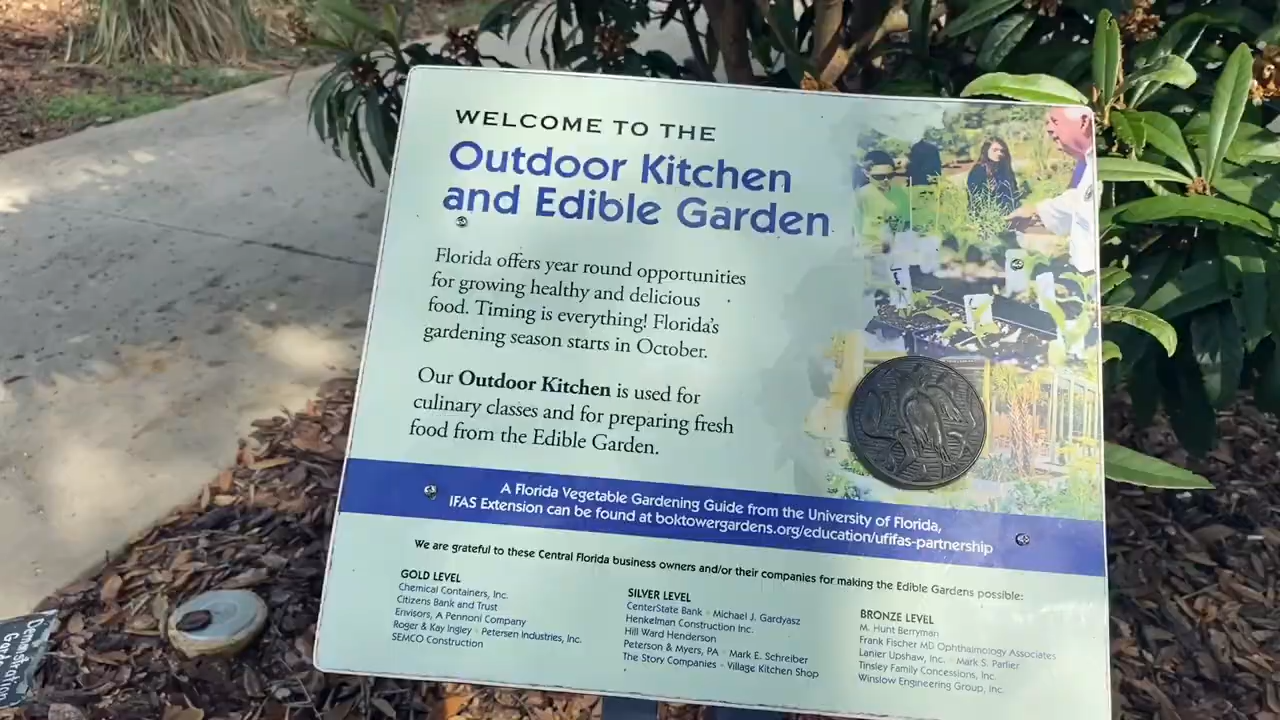 WELCOME TO THE
Outdoor Kitchen
and Edible Garden
Florida offers year round opportunities
for growing healthy and delicious
food. Timing is everything! Florida's
gardening season starts in October.
Our Outdoor Kitchen is used for
culinary classes and for preparing fresh
food from the Edible Garden.
A Florida Vegetable Gardening Guide from the University of Florida,
IFAS Extension can be found at boktowergardens.org/education/ufifas-partnership
We are grateful to these Central Florida business owners and/or their companies for making the Edible Gardens possible:
GOLD LEVEL
Chemical Containers, Inc.
Citizens Bank and Trust
Envisors, A Pennoni Company
Roger & Kay Ingley • Petersen Industries, Inc.
SEMCO Construction
SILVER LEVEL
CenterState Bank • Michael J. Gardyasz
Henkelman Construction Inc.
Hill Ward Henderson
Peterson & Myers, PA • Mark E. Schreiber
The Story Companies • Village Kitchen Shop
BRONZE LEVEL
M. Hunt Berryman
Frank Fischer MD Ophthalmology Associates
Lanier Upshaw, Inc. • Mark S. Parlier
Tinsley Family Concessions, Inc.
Winslow Engineering Group, Inc.
Demonstration